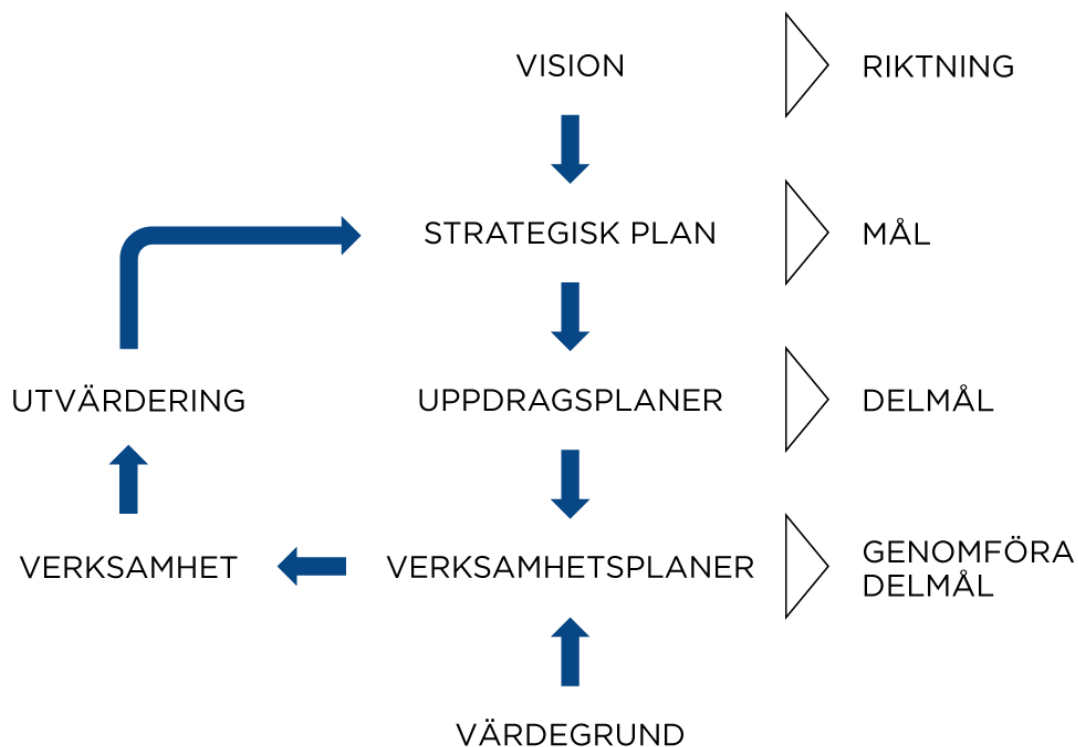 VISION
RIKTNING
STRATEGISK PLAN
MÅL
UTVÄRDERING
UPPDRAGSPLANER
DELMÅL
VERKSAMHET
VERKSAMHETSPLANER
GENOMFÖRA
DELMÅL
VÄRDEGRUND